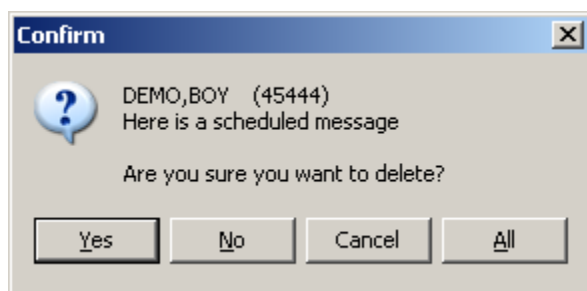 Confirm
DEMO,BOY (45444)
Here is a scheduled message
Are you sure you want to delete?
Yes No Cancel All